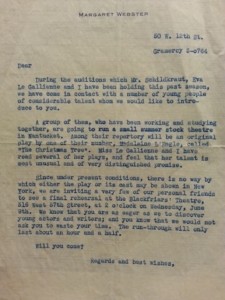 MARGARET WEBSTER
20 E. 12th St.
Gramercy 5-2764
Dear
During the auditions which Mr. Schildkraut, Eva
Le Gallienne and I have been holding this past season,
we have come in contact with a number of young people
of considerable talent whom we would like to intro-
duce to you.
A group of them, who have been working and studying
together, are going to run a small summer stock theatre
in Nantucket. Among their repertory will be an original
play by one of their number, Madeleine L'Engle, called
"The Christmas Tree". Miss Le Gallienne and I have
read several of her plays, and feel that her talent is
most unusual and of very distinguished promise.
Since under present conditions, there is no way by
which either the play or its cast may be shown in New
York, we are inviting a very few of our personal friends
to see a final rehearsal at the Blackfriars' Theatre,
316 West 57th street, at 2 o'clock on Wednesday, June
9th. We know that you are as eager as we to discover
young actors and writers; and you know that we would not
ask you to waste your time. The run-through will only
last about an hour and a half.
Will you come?
Regards and best wishes,